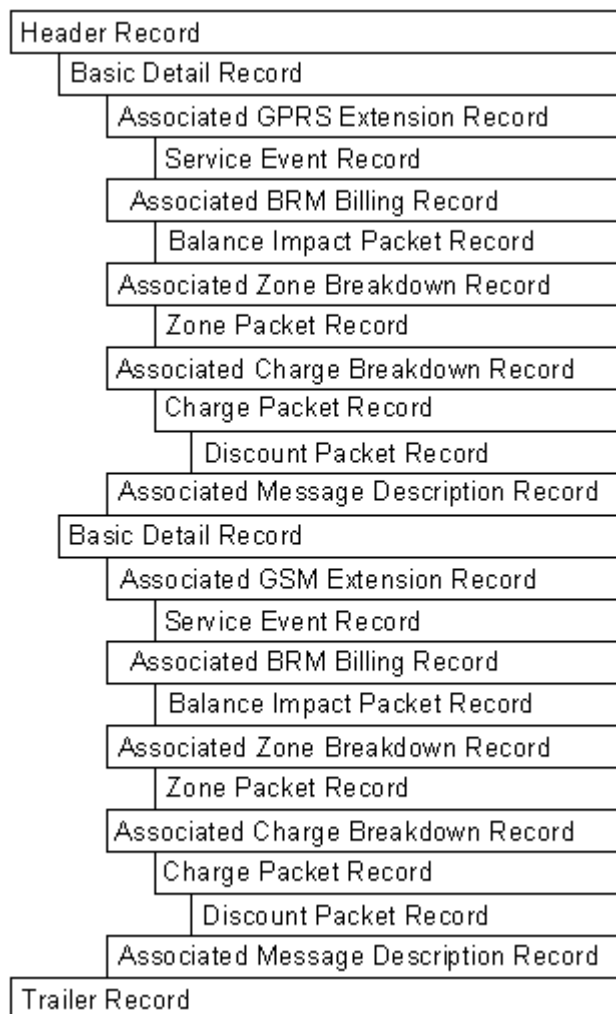 Header Record
Basic Detail Record
Associated GPRS Extension Record
Service Event Record
Associated BRM Billing Record
Balance Impact Packet Record
Associated Zone Breakdown Record
Zone Packet Record
Associated Charge Breakdown Record
Charge Packet Record
Discount Packet Record
Associated Message Description Record
Basic Detail Record
Associated GSM Extension Record
Service Event Record
Associated BRM Billing Record
Balance Impact Packet Record
Associated Zone Breakdown Record
Zone Packet Record
Associated Charge Breakdown Record
Charge Packet Record
Discount Packet Record
Associated Message Description Record
Trailer Record